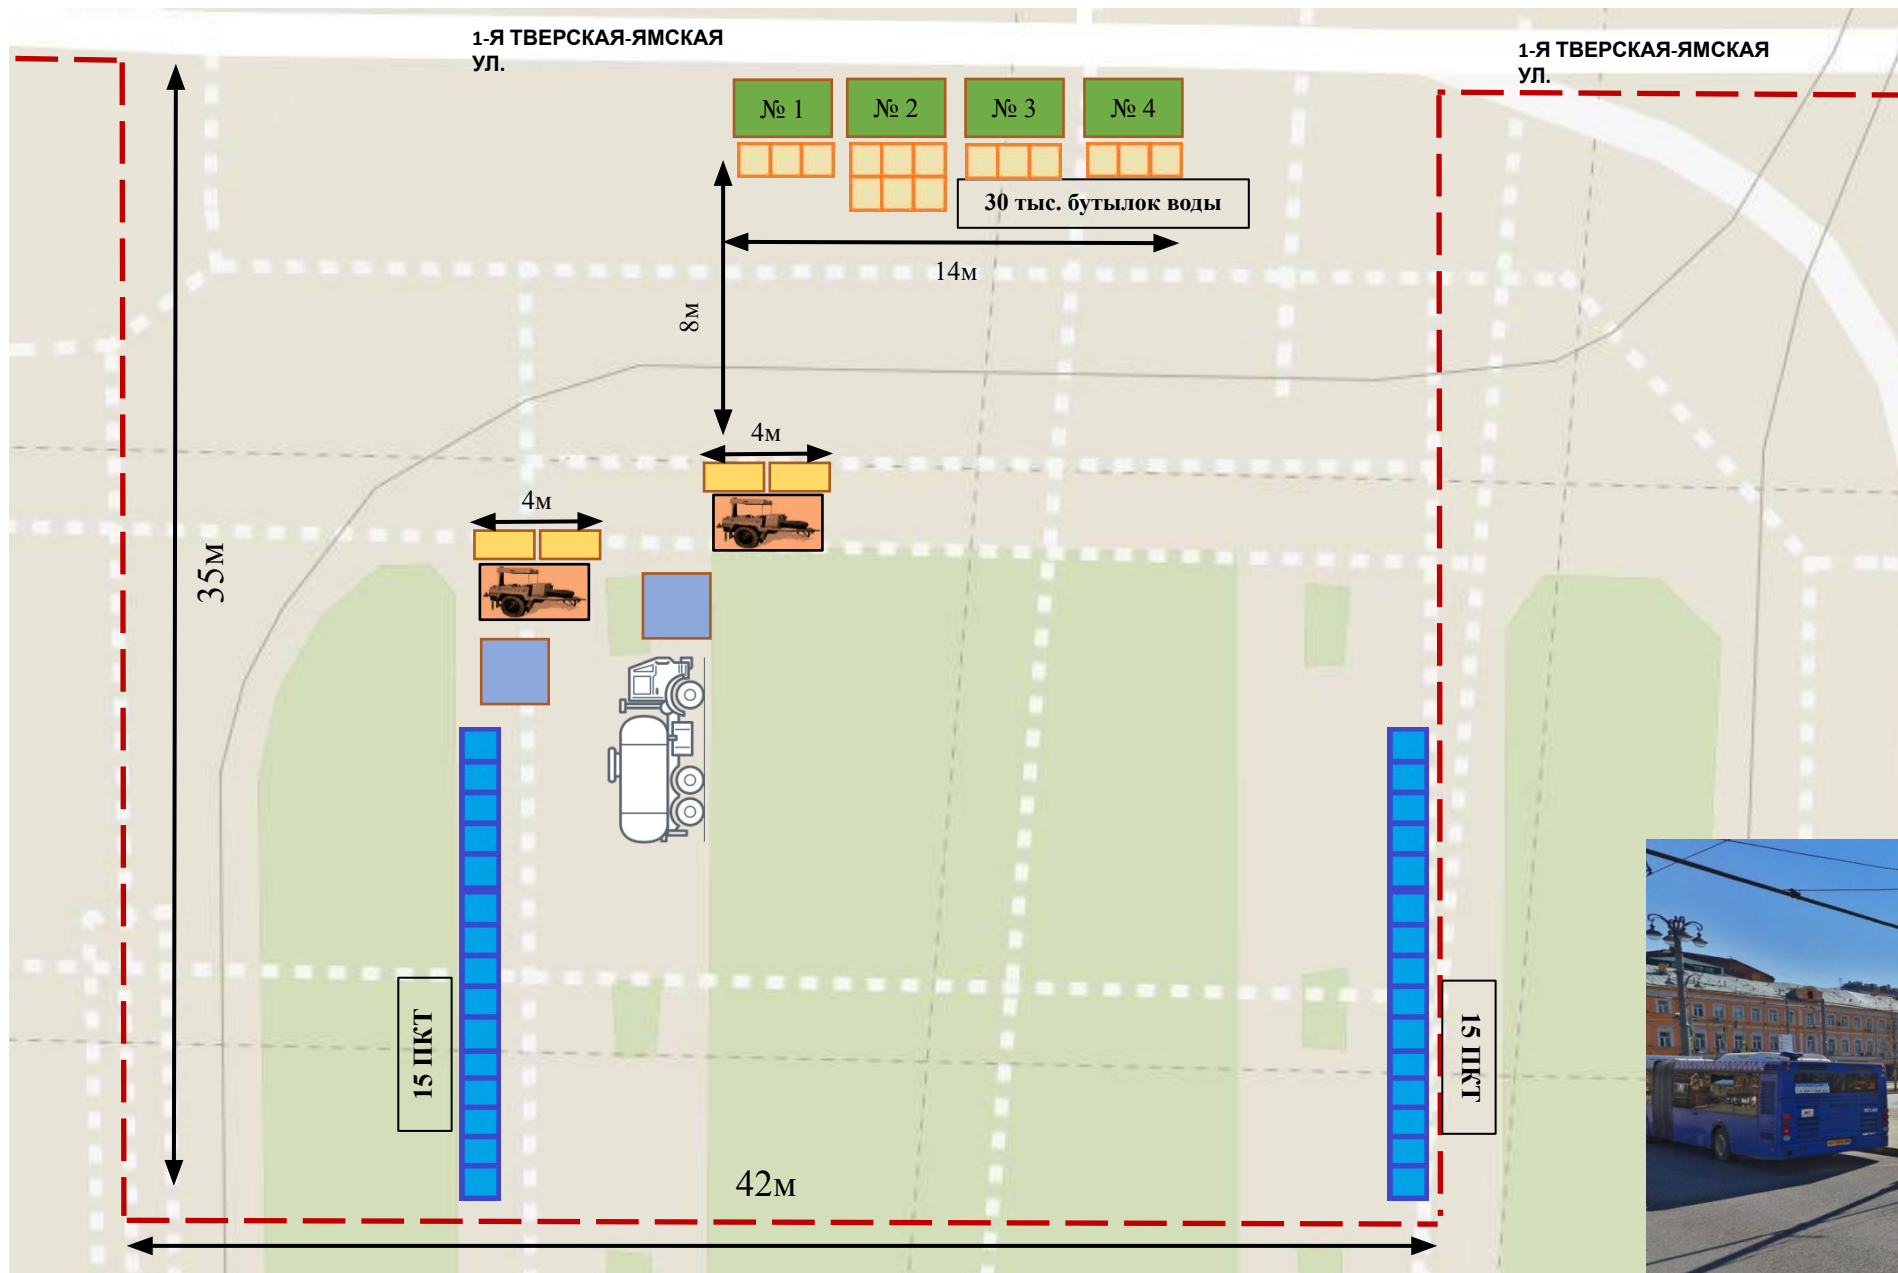 1-Я ТВЕРСКАЯ-ЯМСКАЯ
УЛ.
1-Я ТВЕРСКАЯ-ЯМСКАЯ
УЛ.
№ 1
№ 2
№ 3
№ 4
30 тыс. бутылок воды
14м
8м
4м
4м
35м
15 ПКТ
15 ПКТ
42м